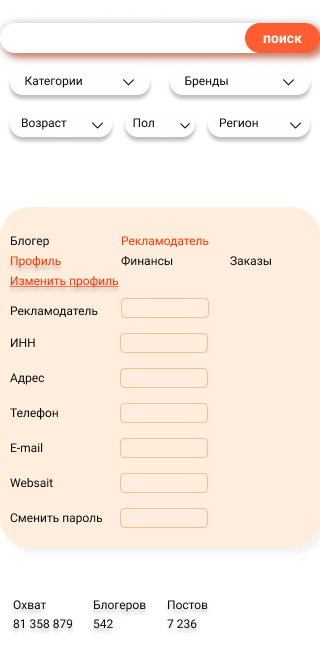 поиск
Категории Бренды
Возраст Пол Регион
Блогер Рекламодатель
Профиль Финансы Заказы
Изменить профиль
Рекламодатель
ИНН
Адрес
Телефон
E-mail
Websait
Сменить пароль
Охват Блогеров Постов
81 358 879 542 7 236